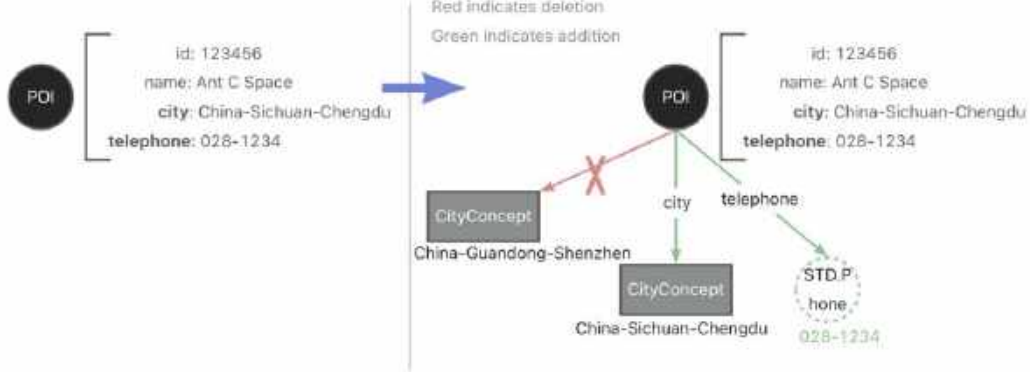 POI
id: 123456
name: Ant C Space
city: China-Sichuan-Chengdu
telephone: 028-1234
Red indicates deletion
Green indicates addition
POI
id: 123456
name: Ant C Space
city: China-Sichuan-Chengdu
telephone: 028-1234
X
CityConcept
China-Guandong-Shenzhen
city
CityConcept
China-Sichuan-Chengdu
telephone
STD.P
hone
028-1234